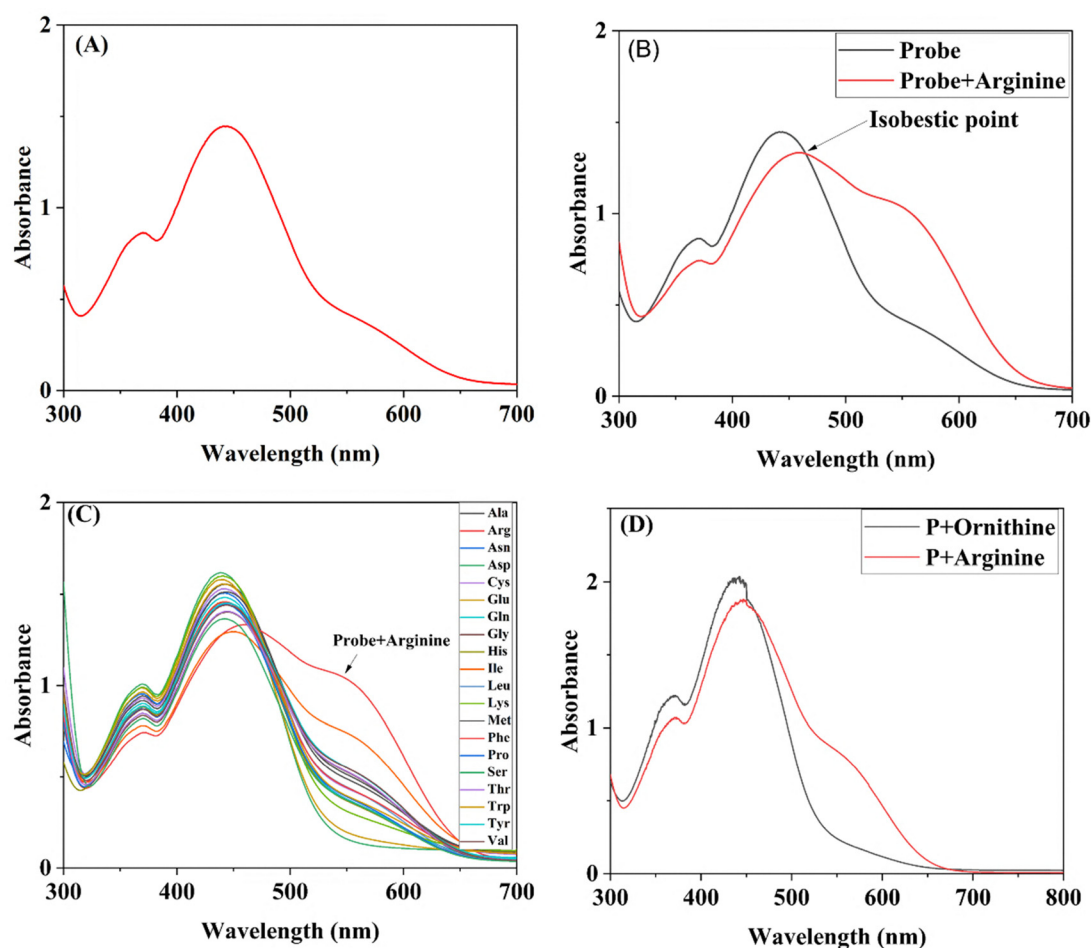 (A)
2
1
0
Absorbance
300 400 500 600 700
Wavelength (nm)
(B)
Probe
Probe+Arginine
Isobestic point
2
1
0
Absorbance
300 400 500 600 700
Wavelength (nm)
(C)
Ala
Arg
Asn
Asp
Cys
Glu
Gln
Gly
His
Ile
Leu
Lys
Met
Phe
Pro
Ser
Thr
Trp
Tyr
Val
Probe+Arginine
2
1
0
Absorbance
300 400 500 600 700
Wavelength (nm)
(D)
P+Ornithine
P+Arginine
2
1
0
Absorbance
300 400 500 600 700 800
Wavelength (nm)